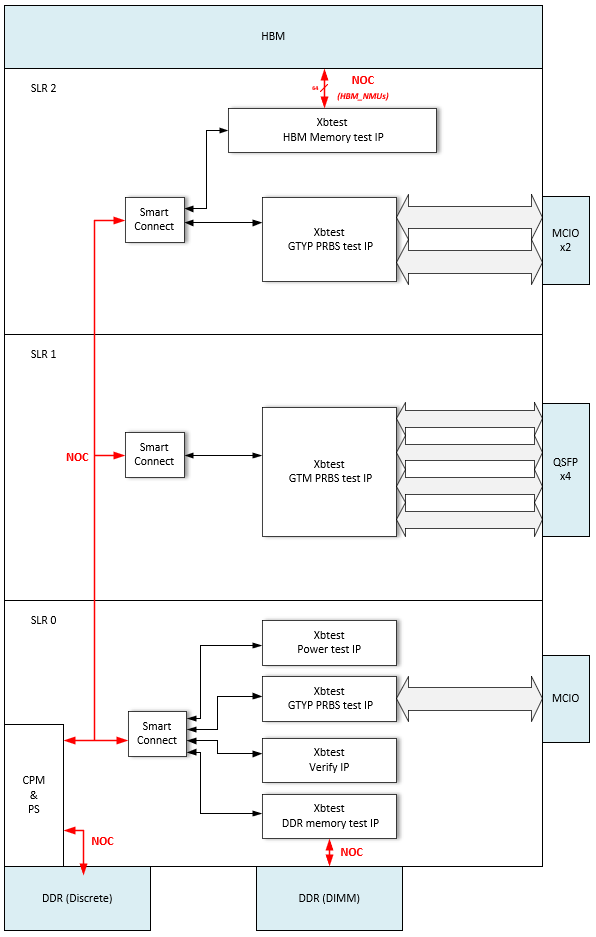 HBM
SLR 2
64
NOC
(HBM_NMUs)
Xbtest
HBM Memory test IP
Smart
Connect
Xbtest
GTYP PRBS test IP
MCIO
x2
SLR 1
NOC
Smart
Connect
Xbtest
GTM PRBS test IP
QSFP
x4
SLR 0
Xbtest
Power test IP
Xbtest
GTYP PRBS test IP
MCIO
Smart
Connect
Xbtest
Verify IP
CPM
&
PS
Xbtest
DDR memory test IP
NOC
NOC
DDR (Discrete)
DDR (DIMM)